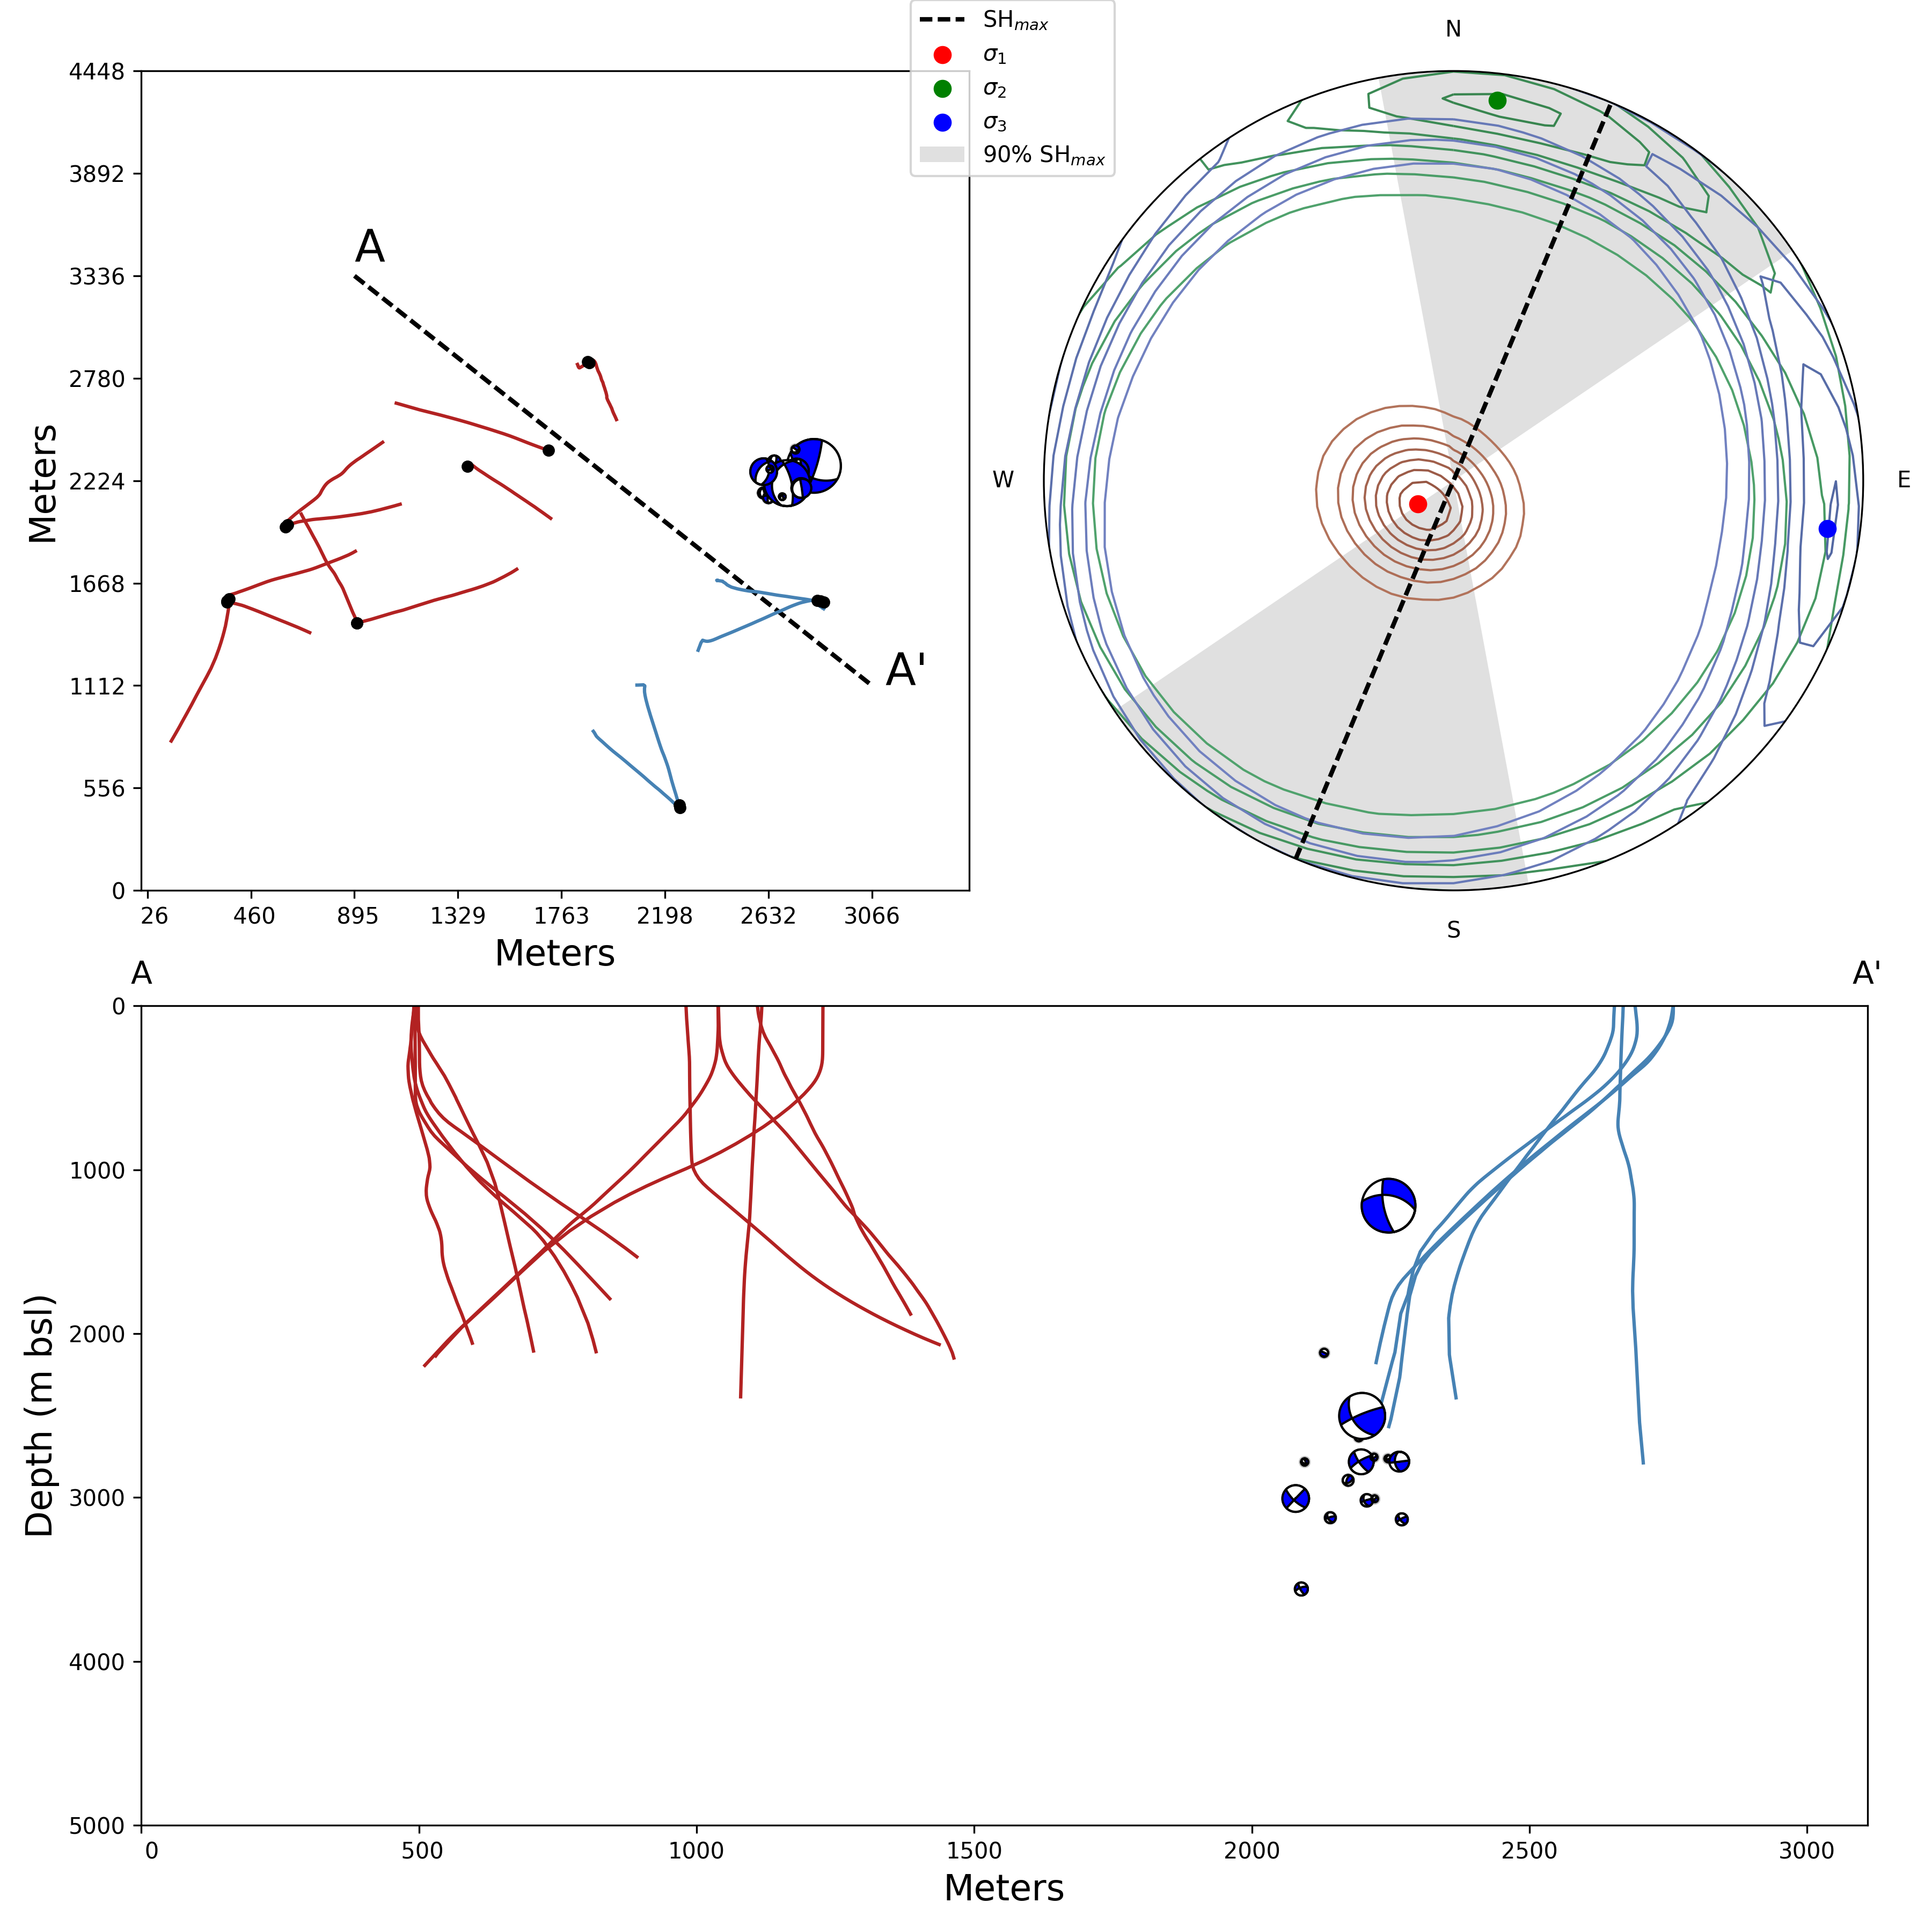 SHmax
σ1
σ2
σ3
90% SHmax
4448
3892
3336
2780
2224
1668
1112
556
0
Meters
A
A'
26 460 895 1329 1763 2198 2632 3066
Meters
N
W
E
S
A
A'
0
1000
2000
3000
4000
5000
Depth (m bsl)
0 500 1000 1500 2000 2500 3000
Meters